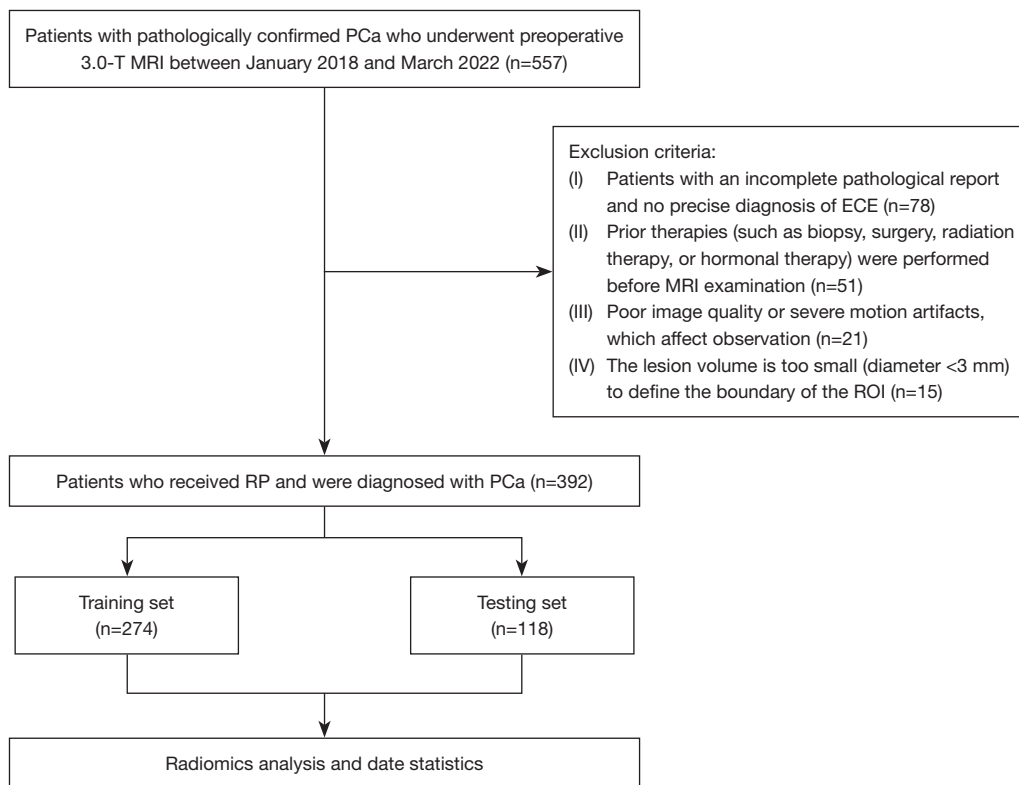 Patients with pathologically confirmed PCa who underwent preoperative
3.0-T MRI between January 2018 and March 2022 (n=557)
Exclusion criteria:
(I) Patients with an incomplete pathological report
and no precise diagnosis of ECE (n=78)
(II) Prior therapies (such as biopsy, surgery, radiation
therapy, or hormonal therapy) were performed
before MRI examination (n=51)
(III) Poor image quality or severe motion artifacts,
which affect observation (n=21)
(IV) The lesion volume is too small (diameter <3 mm)
to define the boundary of the ROI (n=15)
Patients who received RP and were diagnosed with PCa (n=392)
Training set
(n=274)
Testing set
(n=118)
Radiomics analysis and date statistics